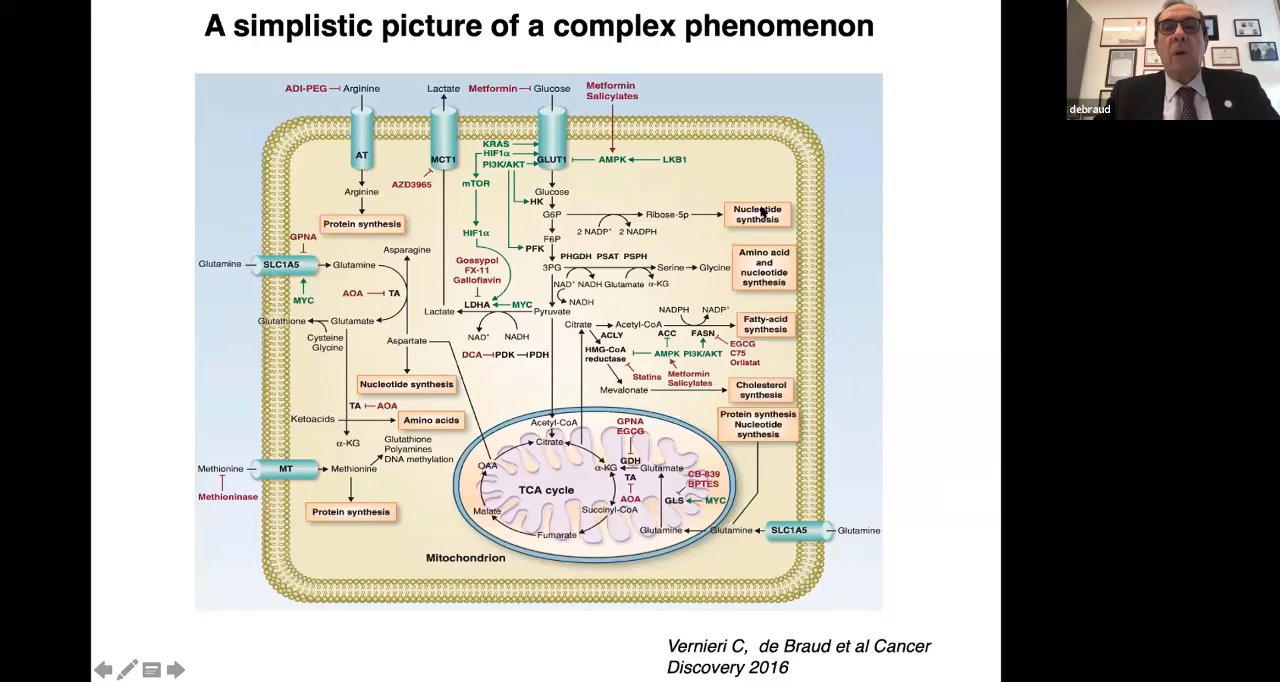 A simplistic picture of a complex phenomenon
debraud
ADI-PEG
Arginine
Lactate
Metformin
Glucose
Metformin
Salicylates
AT
MCT1
GLUT1
KRAS
HIF1α
PI3K/AKT
AMPK
LKB1
AZD3965
mTOR
Arginine
Glucose
HK
G6P
Ribose-5p
Nucleotide
synthesis
2 NADP⁺
2 NADPH
Protein synthesis
HIF1α
F6P
PFK
GPNA
Asparagine
PHGDH PSAT PSPH
Amino acid
and
nucleotide
synthesis
Glutamine
SLC1A5
Glutamine
Gossypol
FX-11
Galloflavin
3PG
Serine
Glycine
NAD⁺ NADH Glutamate α-KG
AOA
TA
MYC
NADH
LDHA
MYC
Lactate
Pyruvate
NADPH
NADP⁺
Glutathione
Glutamate
Citrate
Acetyl-CoA
Fatty-acid
synthesis
ACLY
ACC
FASN
Cysteine
Glycine
Aspartate
NAD⁺
NADH
DCA
PDK
PDH
HMG-CoA
reductase
AMPK
PI3K/AKT
EGCG
C75
Orlistat
Statins
Metformin
Salicylates
Nucleotide synthesis
Mevalonate
Cholesterol
synthesis
TA
AOA
Ketoacids
Amino acids
Protein synthesis
Nucleotide
synthesis
Acetyl-CoA
GPNA
EGCG
α-KG
Glutathione
Polyamines
DNA methylation
Citrate
GDH
Methionine
MT
Methionine
OAA
α-KG
Glutamate
TA
CB-839
BPTES
TCA cycle
AOA
GLS
MYC
Methioninase
Protein synthesis
Malate
Succinyl-CoA
Fumarate
Glutamine
Glutamine
SLC1A5
Glutamine
Mitochondrion
Vernieri C, de Braud et al Cancer
Discovery 2016